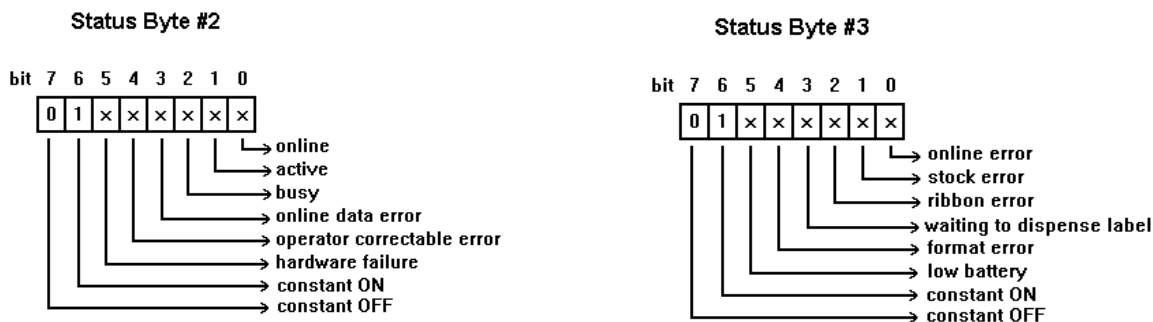 Status Byte #2
bit 7 6 5 4 3 2 1 0
0 1 × × × × × ×
online
active
busy
online data error
operator correctable error
hardware failure
constant ON
constant OFF
Status Byte #3
bit 7 6 5 4 3 2 1 0
0 1 × × × × × ×
online error
stock error
ribbon error
waiting to dispense label
format error
low battery
constant ON
constant OFF